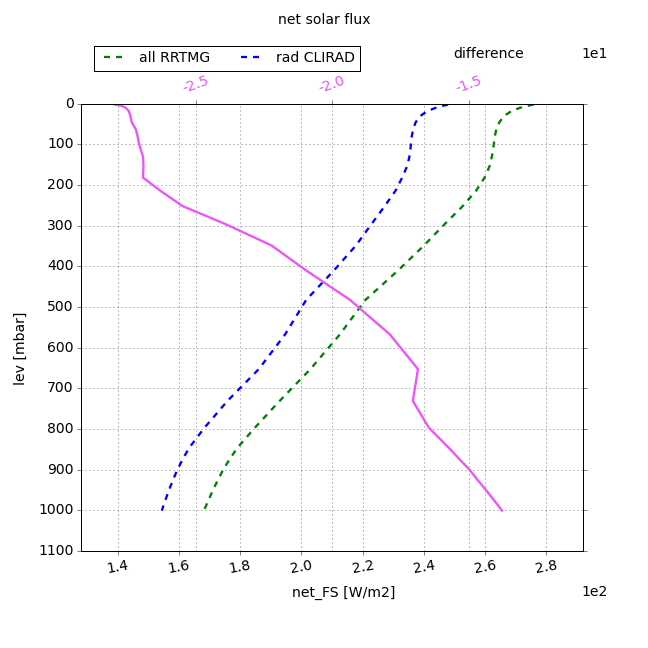 net solar flux
all RRTMG
rad CLIRAD
difference
1e1
-2.5
-2.0
-1.5
0
100
200
300
400
500
600
700
800
900
1000
1100
lev [mbar]
1.4
1.6
1.8
2.0
2.2
2.4
2.6
2.8
net_FS [W/m2]
1e2